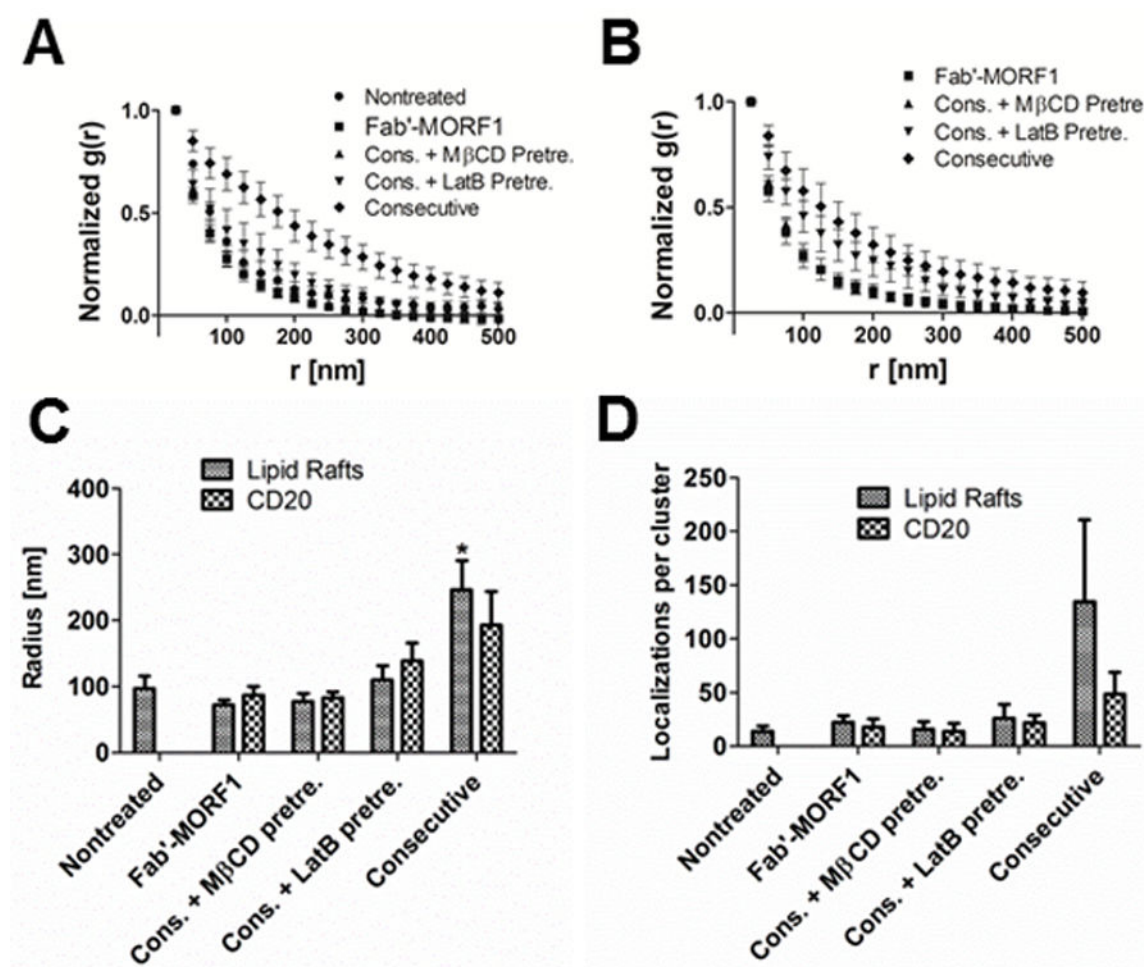 A
Normalized g(r)
1.0
0.5
0.0
100 200 300 400 500
r [nm]
Nontreated
Fab'-MORF1
Cons. + MβCD Pretre.
Cons. + LatB Pretre.
Consecutive
B
Normalized g(r)
1.0
0.5
0.0
100 200 300 400 500
r [nm]
Fab'-MORF1
Cons. + MβCD Pretre
Cons. + LatB Pretre.
Consecutive
C
Radius [nm]
400
300
200
100
0
Lipid Rafts
CD20
*
Nontreated
Fab'-MORF1
Cons. + MβCD pretre.
Cons. + LatB pretre.
Consecutive
D
Localizations per cluster
250
200
150
100
50
0
Lipid Rafts
CD20
Nontreated
Fab'-MORF1
Cons. + MβCD pretre.
Cons. + LatB pretre.
Consecutive